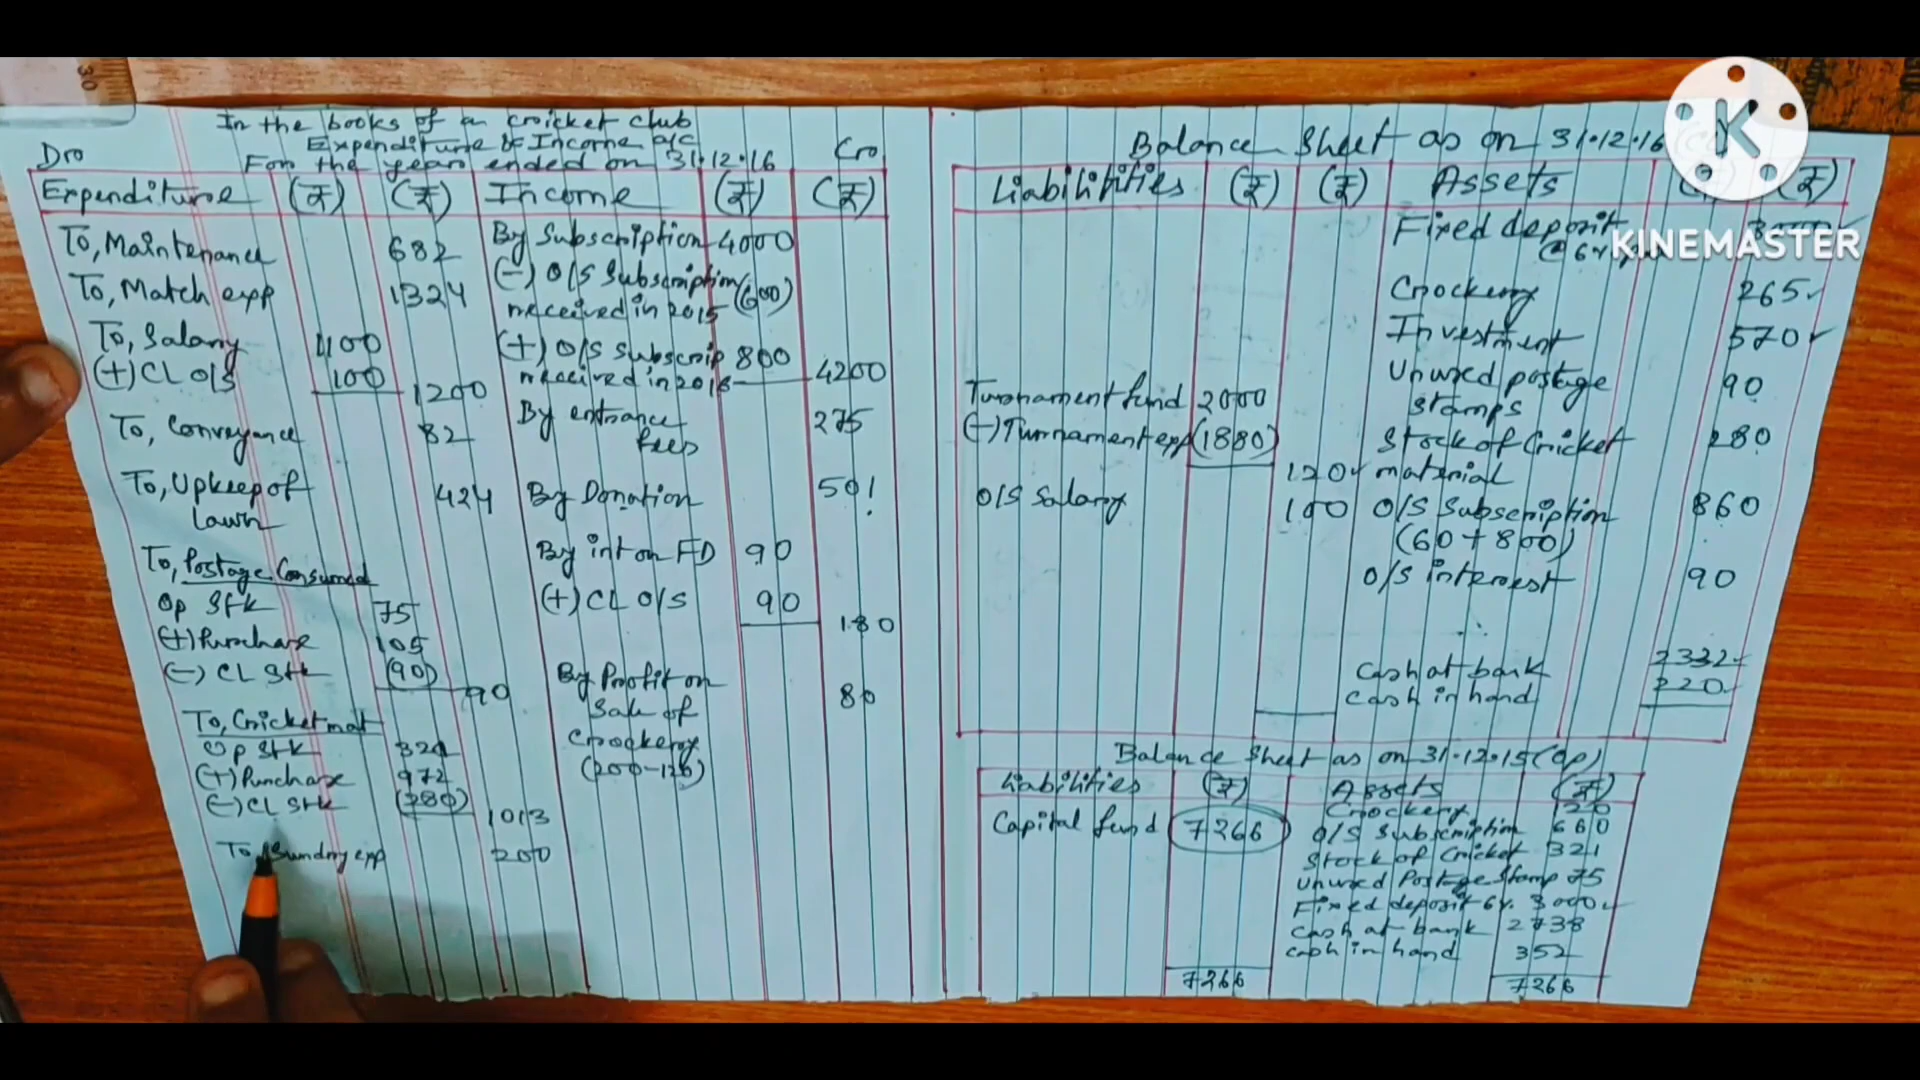 In the books of a cricket club
Expenditure & Income a/c
For the year ended on 31.12.16
Dr Cr
Expenditure (₹) (₹) Income (₹) (₹)
To, Maintenance 682
To, Match exp 1324
To, Salary 1100
(+) CL O/S 100 1200
To, Conveyance 82
To, Upkeep of 424
lawn
To, Postage Consumed
Op Stk 75
(+) Purchase 105
(-) CL Stk (90) 90
To, Cricket mat
Op Stk 321
(+) Purchase 972
(-) CL Stk (280) 1013
To, Sundry exp 200
By Subscription 4000
(-) O/S Subscription (600)
received in 2015
(+) O/S Subscrip 800
received in 2016 4200
By entrance 275
fees
By Donation 501
By int on FD 90
(+) CL O/S 90
180
By Profit on
Sale of 80
Crockery
(200-120)
Balance Sheet as on 31.12.16
Liabilities (₹) (₹) Assets (₹)
Tournament fund 2000
(-) Tournament exp (1880)
120
O/S Salary 100
Fixed deposit
Crockery 265
Investment 570
Unused postage 90
stamps
Stock of Cricket 280
material
O/S Subscription 860
(60+800)
O/S interest 90
Cash at bank 2332
Cash in hand 220
Balance Sheet as on 31.12.15 (Op)
Liabilities (₹) Assets (₹)
Capital fund 7266
Crockery
O/S Subscription 660
Stock of Cricket 321
Unused Postage Stamp 75
Fixed deposit 6% 3000
Cash at bank 2738
Cash in hand 352
7266 7266
KINEMASTER
30